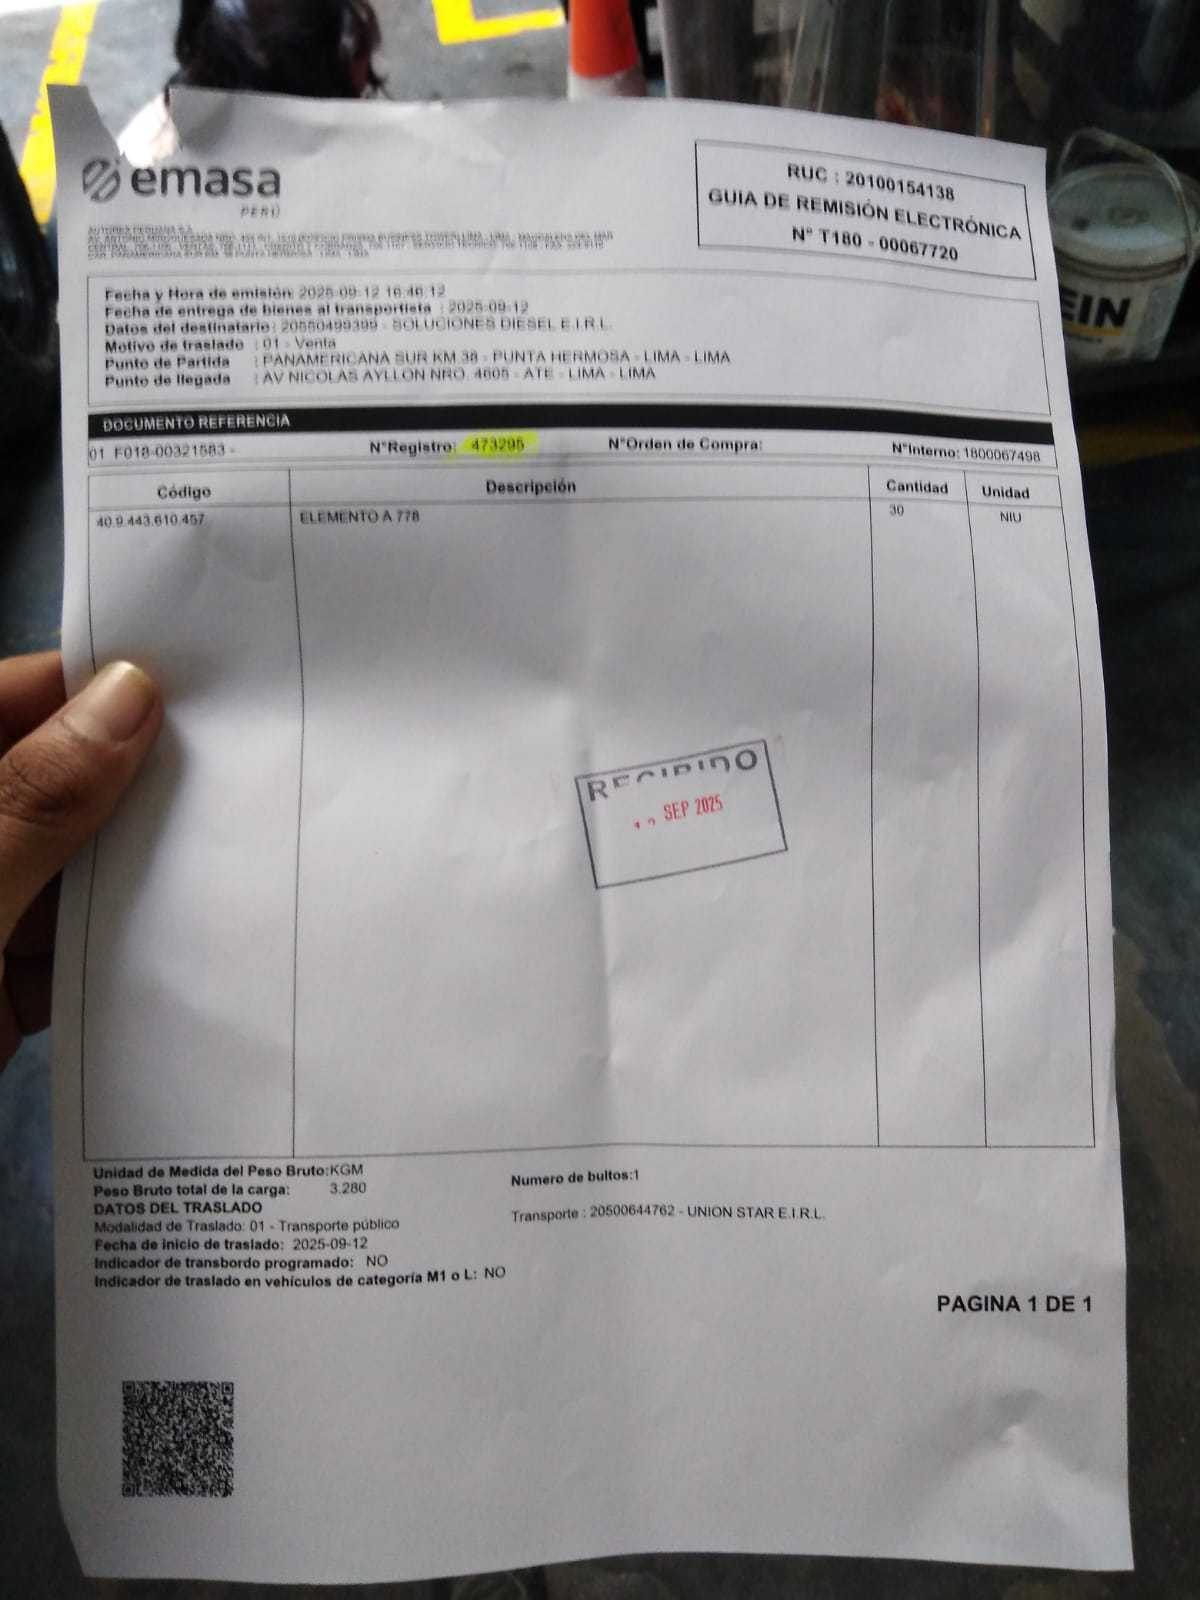 emasa
PERÚ
RUC : 20100154138
GUIA DE REMISIÓN ELECTRÓNICA
N° T180 - 00067720
AUTOREX PERUANA S.A.
Fecha y Hora de emisión: 2025-09-12 16:46:12
Fecha de entrega de bienes al transportista : 2025-09-12
Datos del destinatario: 20550499399 - SOLUCIONES DIESEL E.I.R.L.
Motivo de traslado : 01 - Venta
Punto de Partida : PANAMERICANA SUR KM 38 - PUNTA HERMOSA - LIMA - LIMA
Punto de llegada : AV NICOLAS AYLLON NRO. 4605 - ATE - LIMA - LIMA
DOCUMENTO REFERENCIA
01 F018-00321583 - N°Registro: 473295 N°Orden de Compra: N°Interno: 1800067498
Código Descripción Cantidad Unidad
40.9.443.610.457 ELEMENTO A 778 30 NIU
RECIBIDO
SEP 2025
Unidad de Medida del Peso Bruto:KGM
Peso Bruto total de la carga: 3.280
Numero de bultos:1
DATOS DEL TRASLADO
Modalidad de Traslado: 01 - Transporte público
Transporte : 20500644762 - UNION STAR E.I.R.L.
Fecha de inicio de traslado: 2025-09-12
Indicador de transbordo programado: NO
Indicador de traslado en vehículos de categoría M1 o L: NO
PAGINA 1 DE 1
EIN